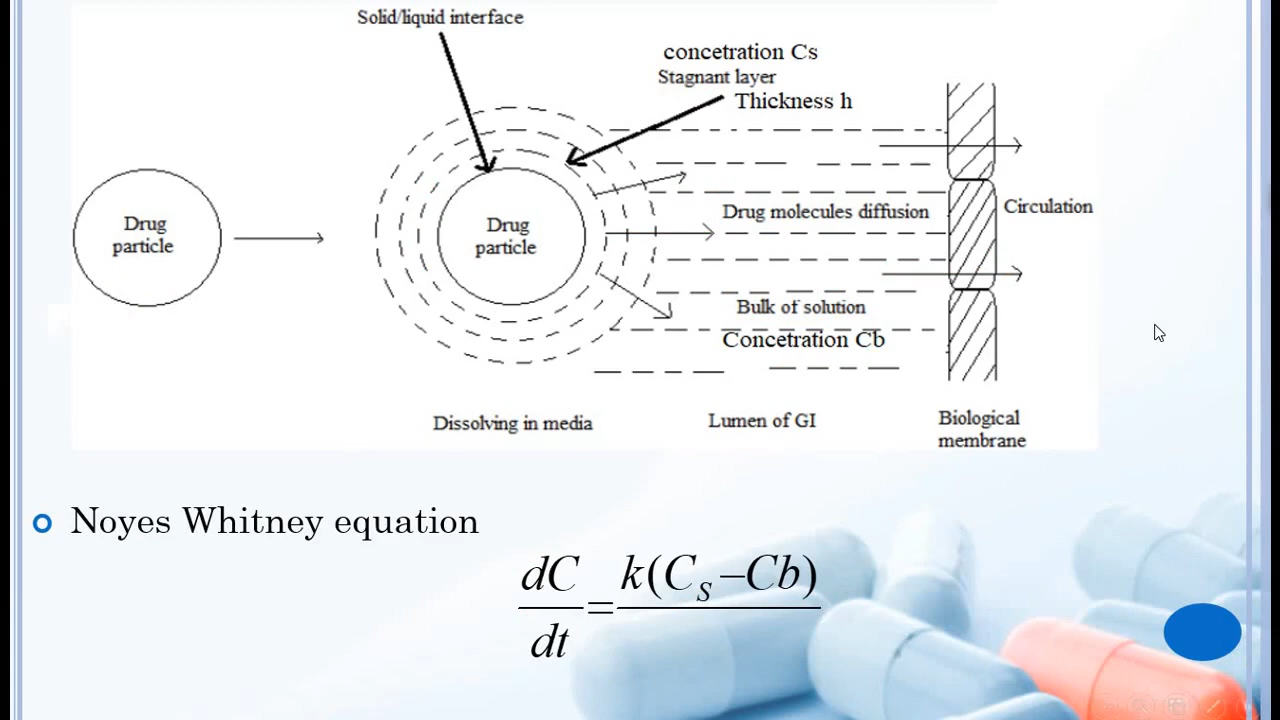 Solid/liquid interface
concetration Cs
Stagnant layer
Thickness h
Drug
particle
Drug
particle
Drug molecules diffusion
Circulation
Bulk of solution
Concetration Cb
Dissolving in media
Lumen of GI
Biological
membrane
Noyes Whitney equation
dC/dt = k(C_S – Cb)